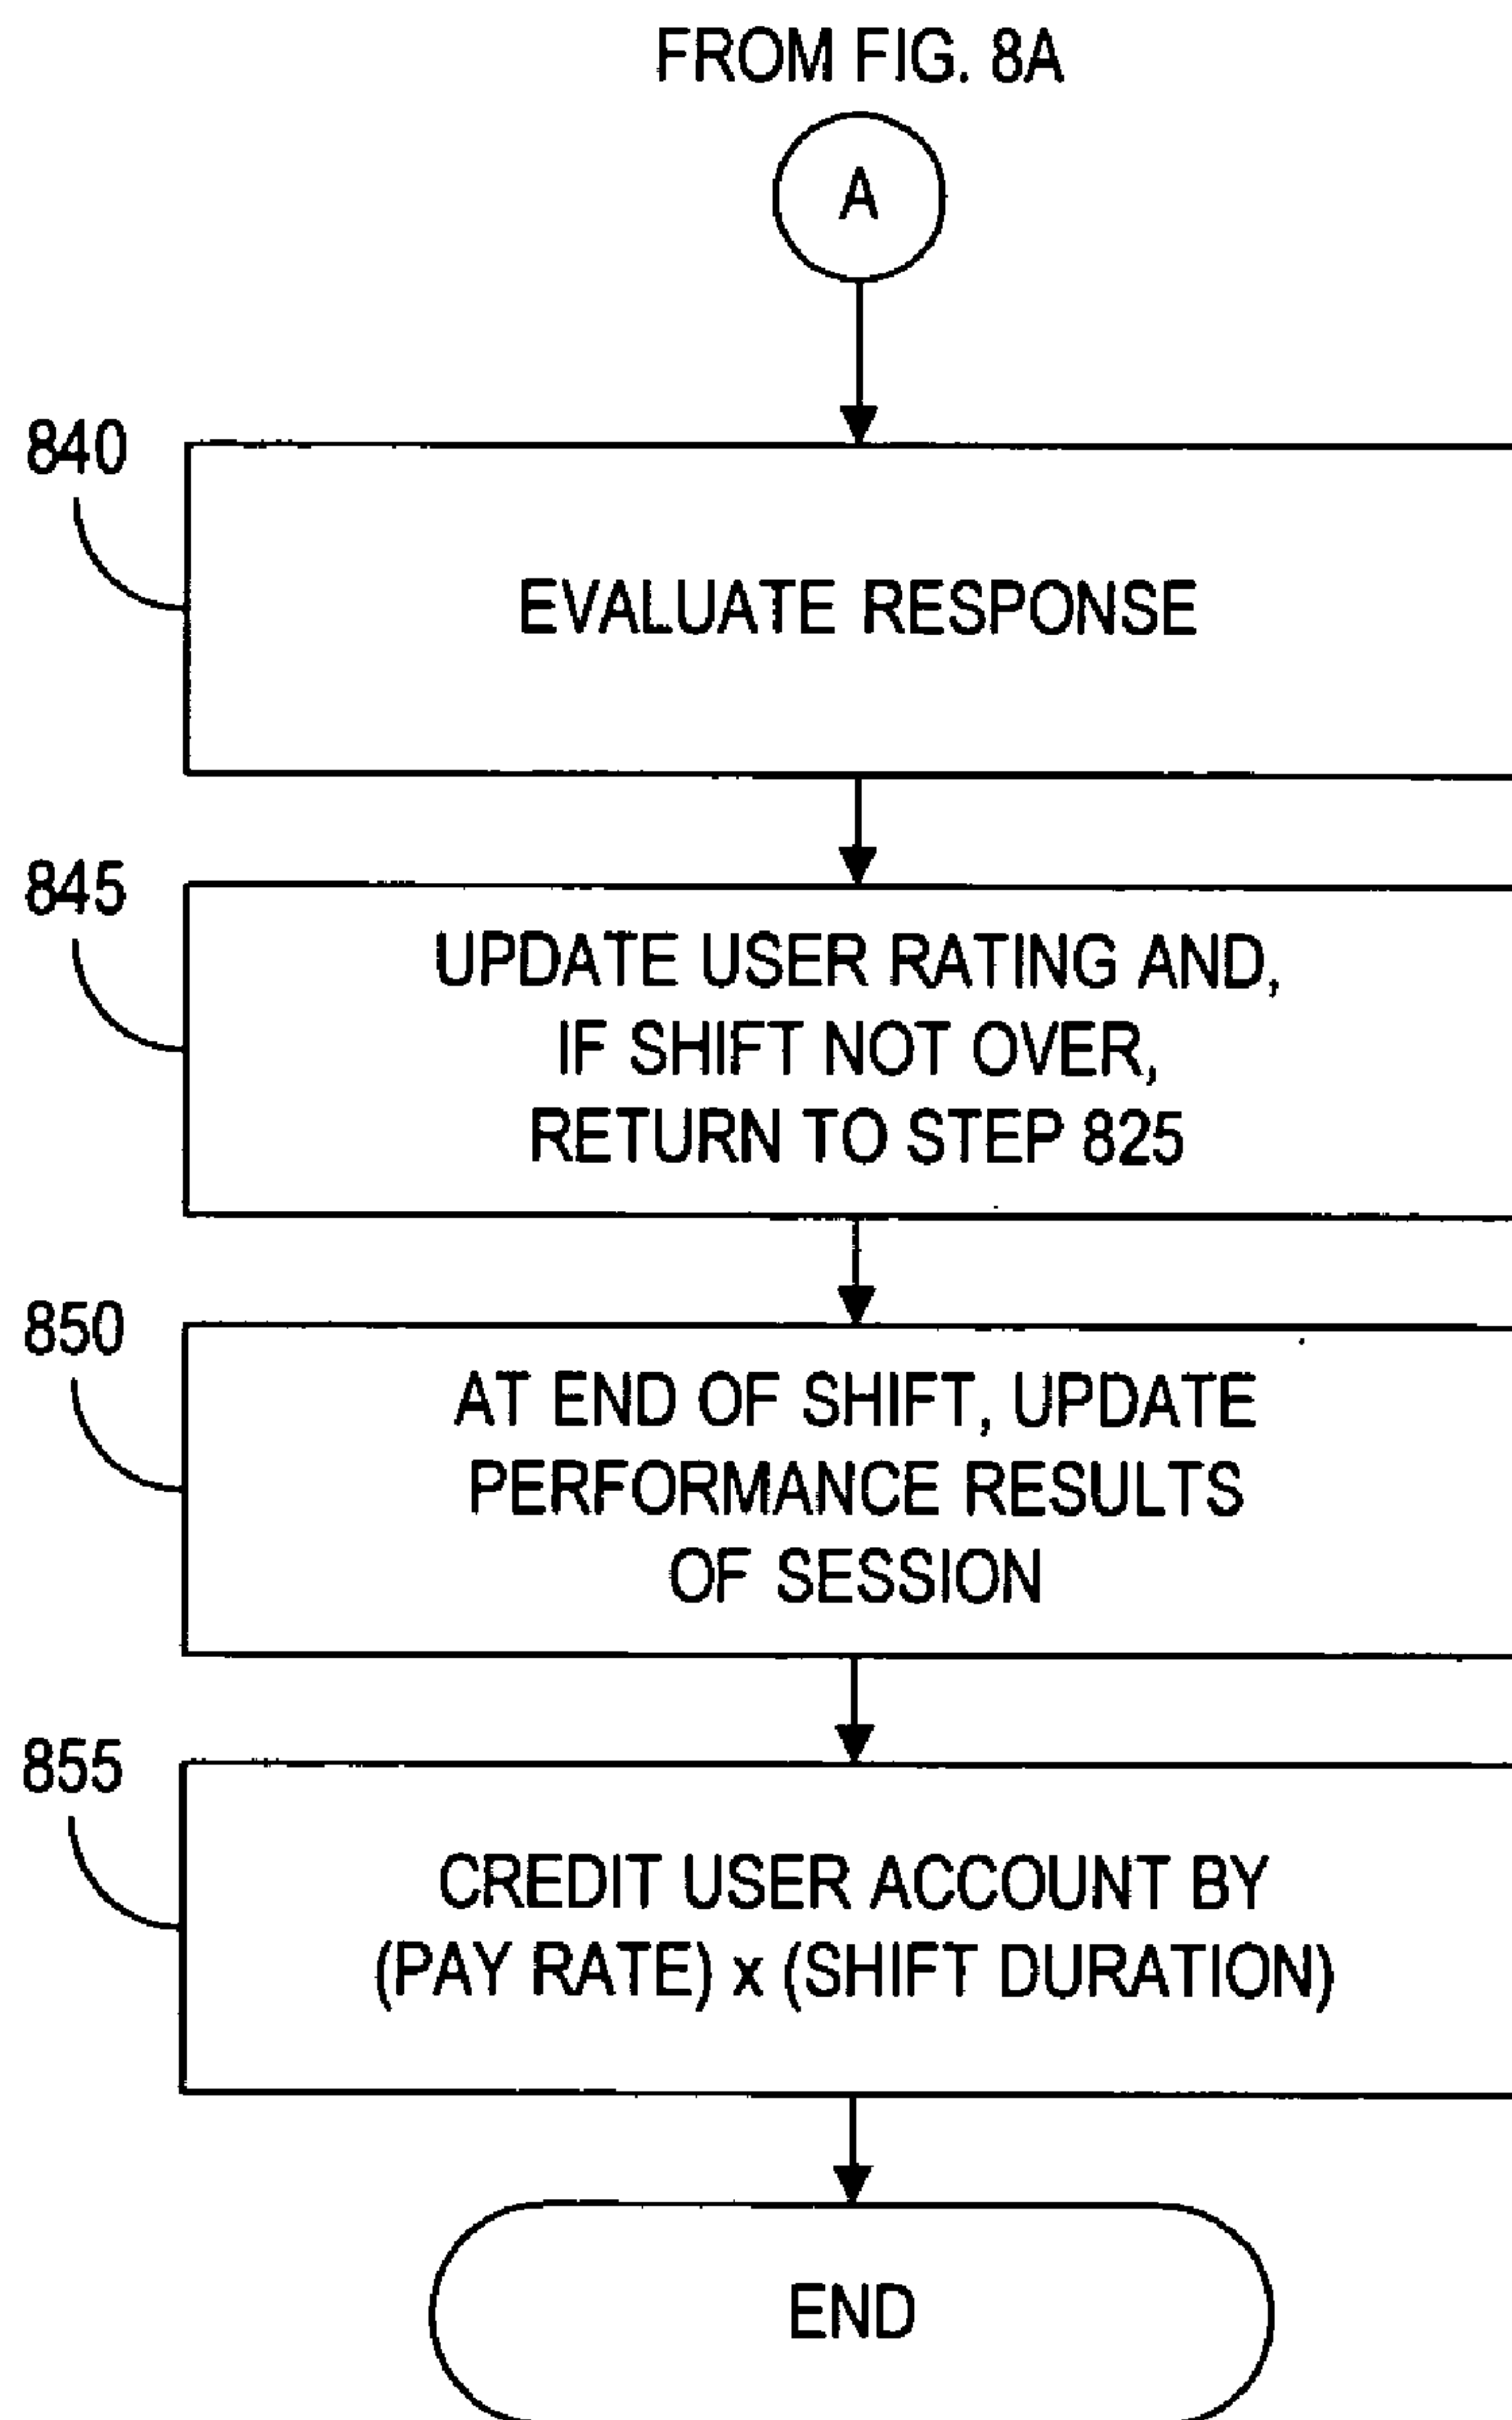 FROM FIG. 8A
A
840
EVALUATE RESPONSE
845
UPDATE USER RATING AND,
IF SHIFT NOT OVER,
RETURN TO STEP 825
850
AT END OF SHIFT, UPDATE
PERFORMANCE RESULTS
OF SESSION
855
CREDIT USER ACCOUNT BY
(PAY RATE) x (SHIFT DURATION)
END